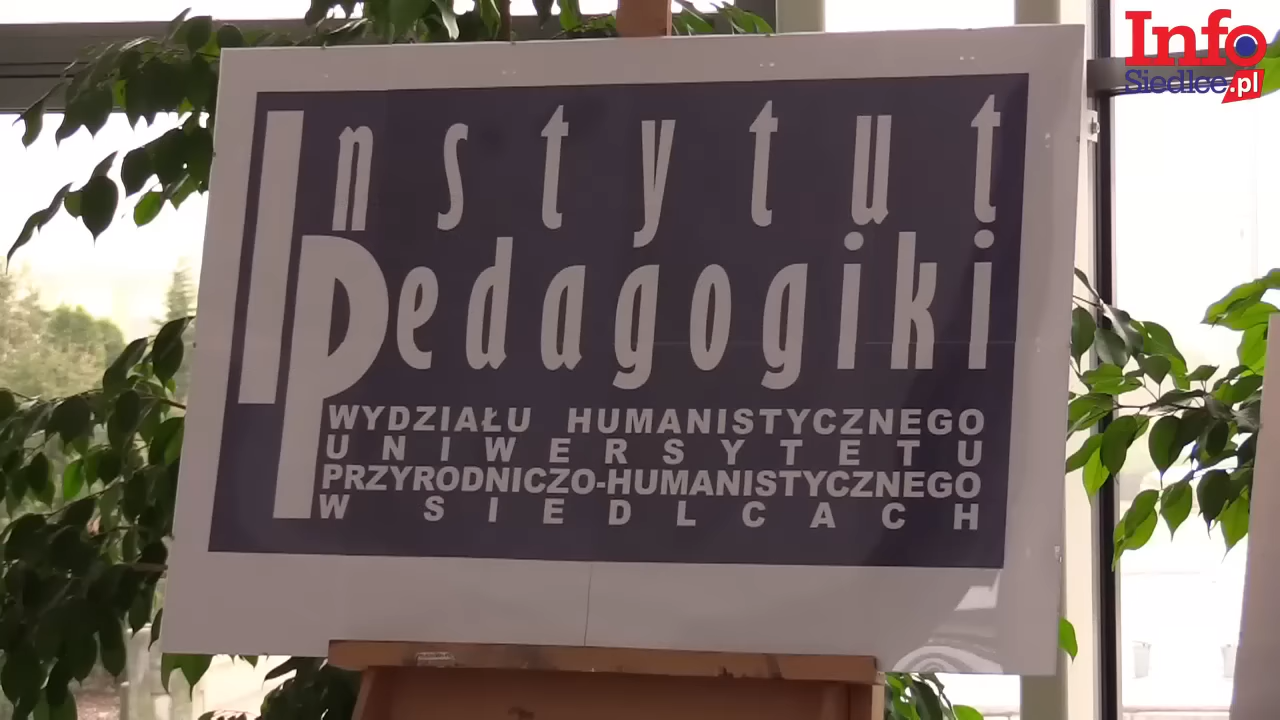 Info
Siedlce.pl
Instytut
Pedagogiki
WYDZIAŁU HUMANISTYCZNEGO
UNIWERSYTETU
PRZYRODNICZO-HUMANISTYCZNEGO
W SIEDLCACH